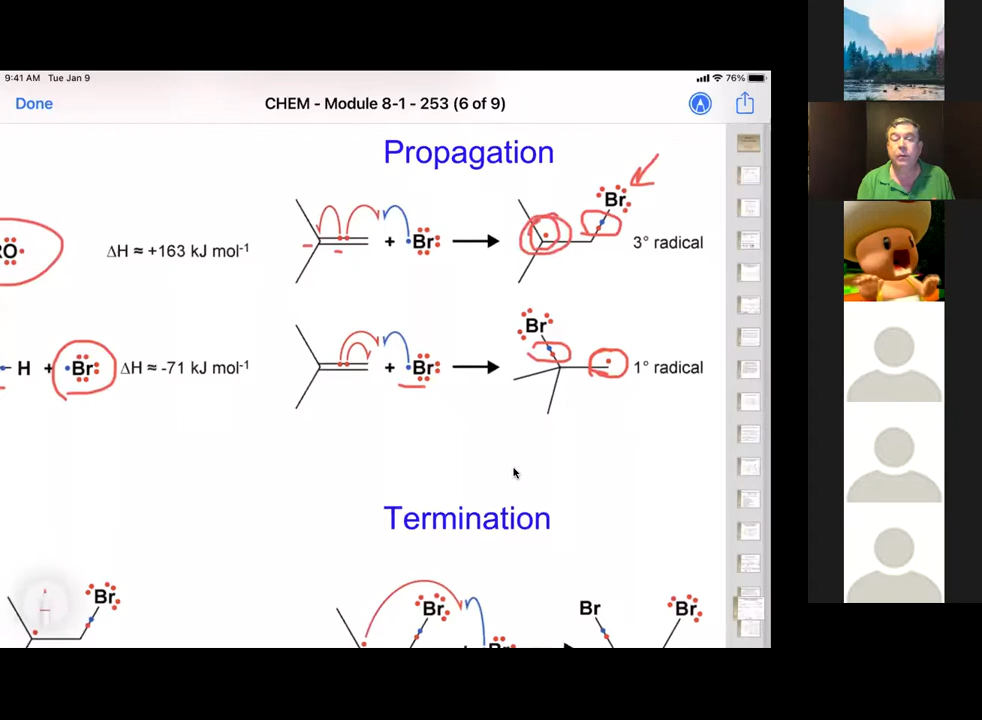 9:41 AM Tue Jan 9
76%
Done
CHEM - Module 8-1 - 253 (6 of 9)
Propagation
Br
O·
ΔH ≈ +163 kJ mol⁻¹
+ ·Br:
3° radical
Br
H + ·Br:
ΔH ≈ -71 kJ mol⁻¹
+ ·Br:
1° radical
Termination
Br
Br
Br
Br
Br